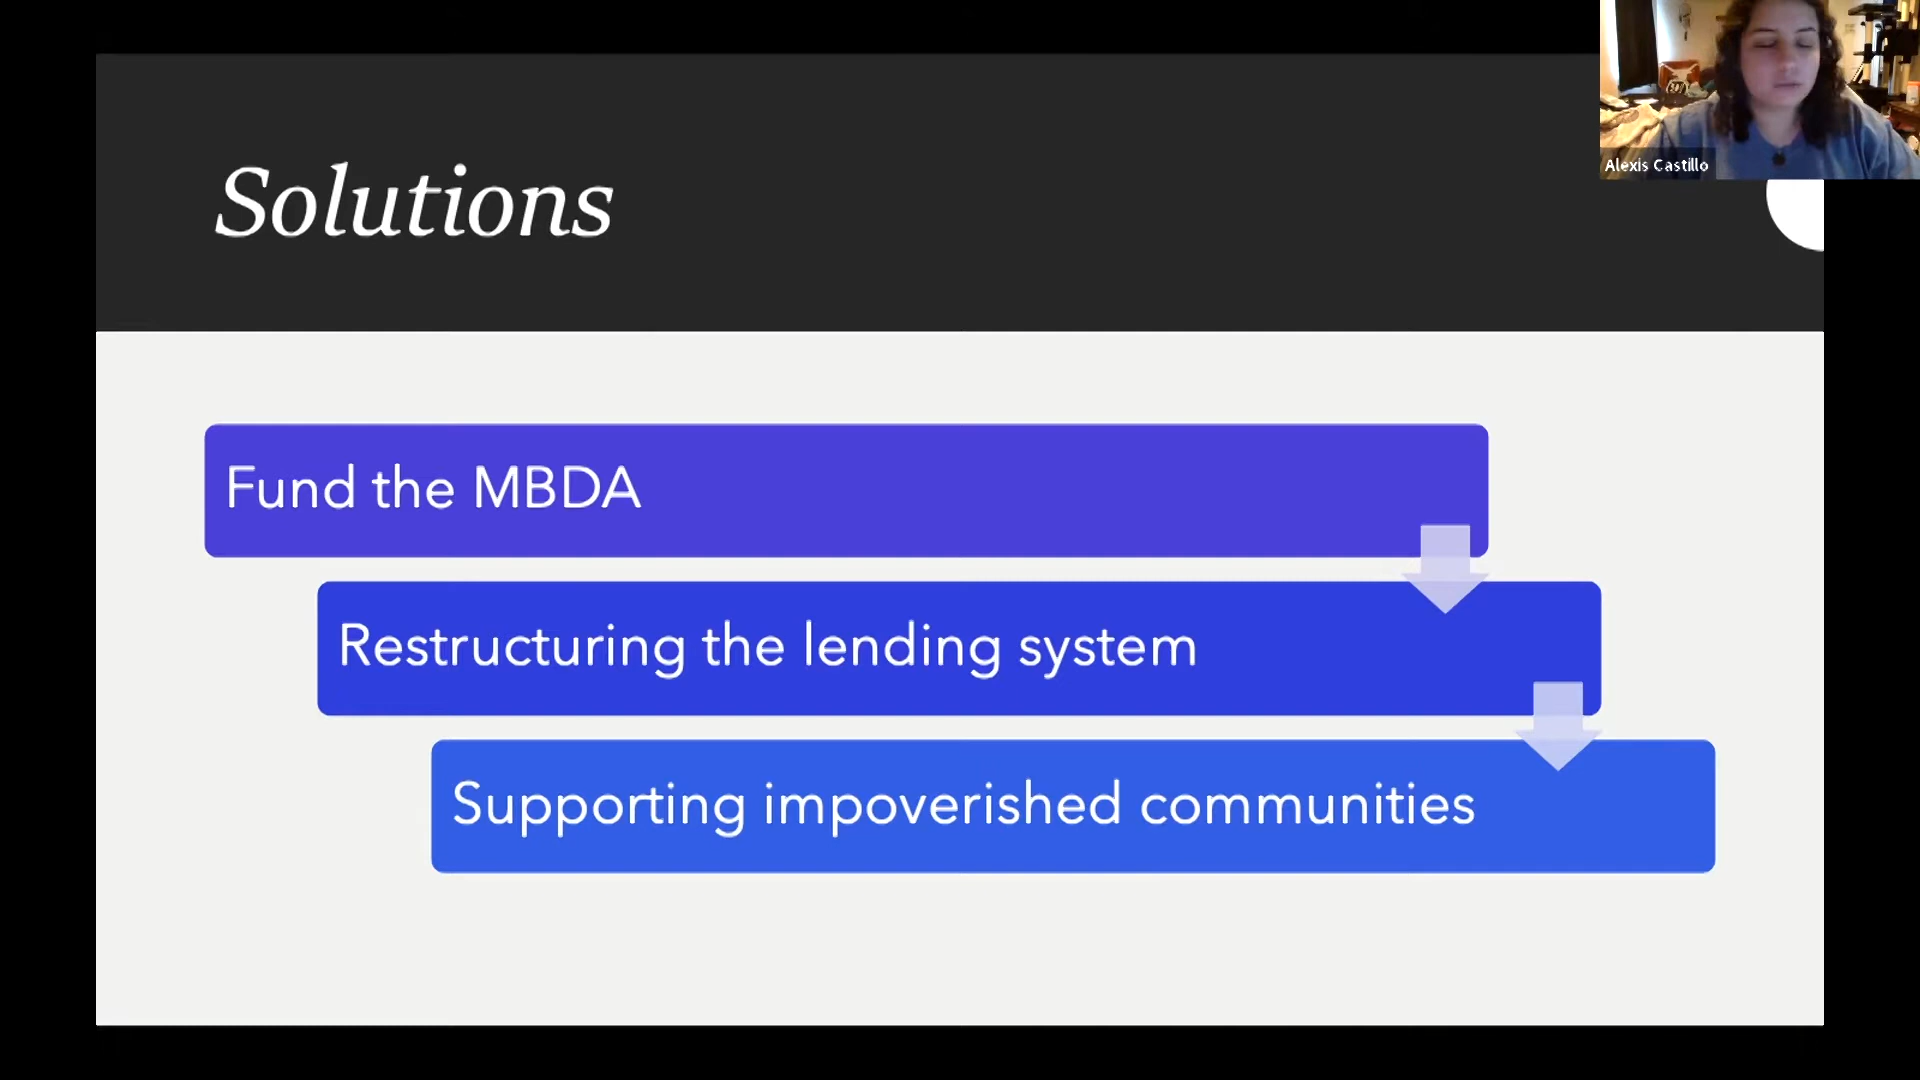 Solutions
Alexis Castillo
Fund the MBDA
Restructuring the lending system
Supporting impoverished communities